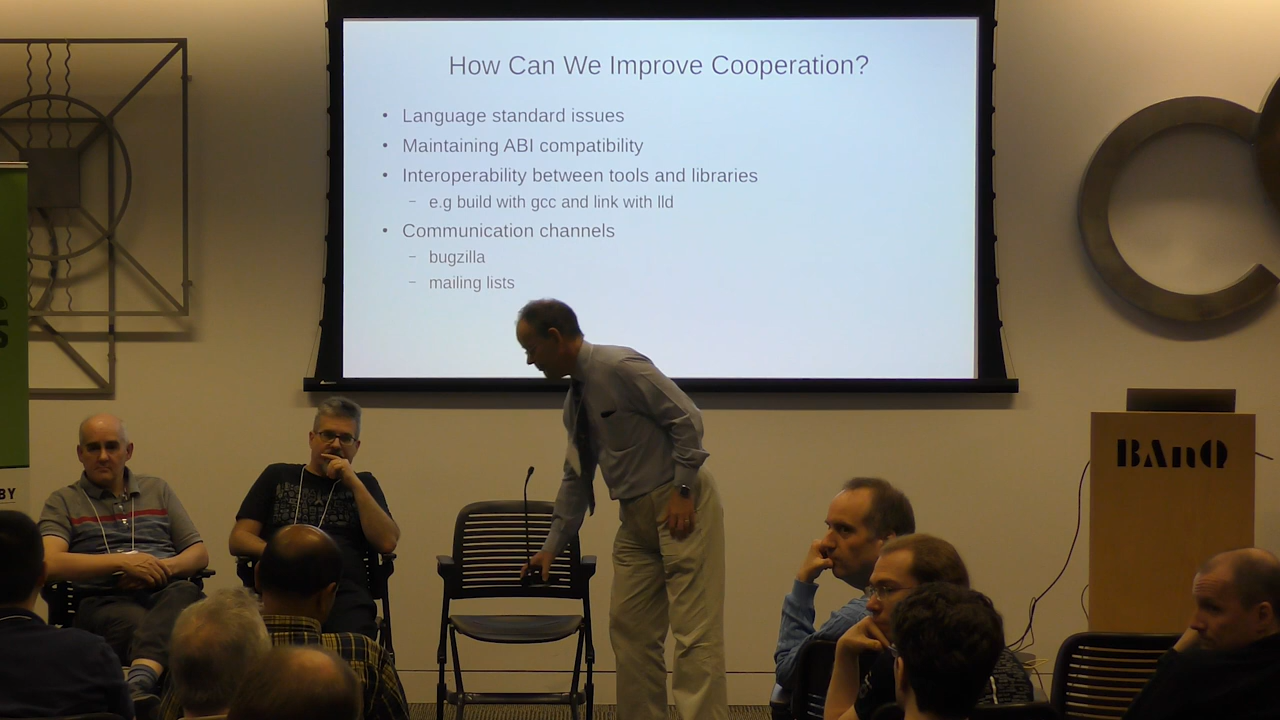 How Can We Improve Cooperation?
• Language standard issues
• Maintaining ABI compatibility
• Interoperability between tools and libraries
– e.g build with gcc and link with lld
• Communication channels
– bugzilla
– mailing lists
BAnQ
S
BY